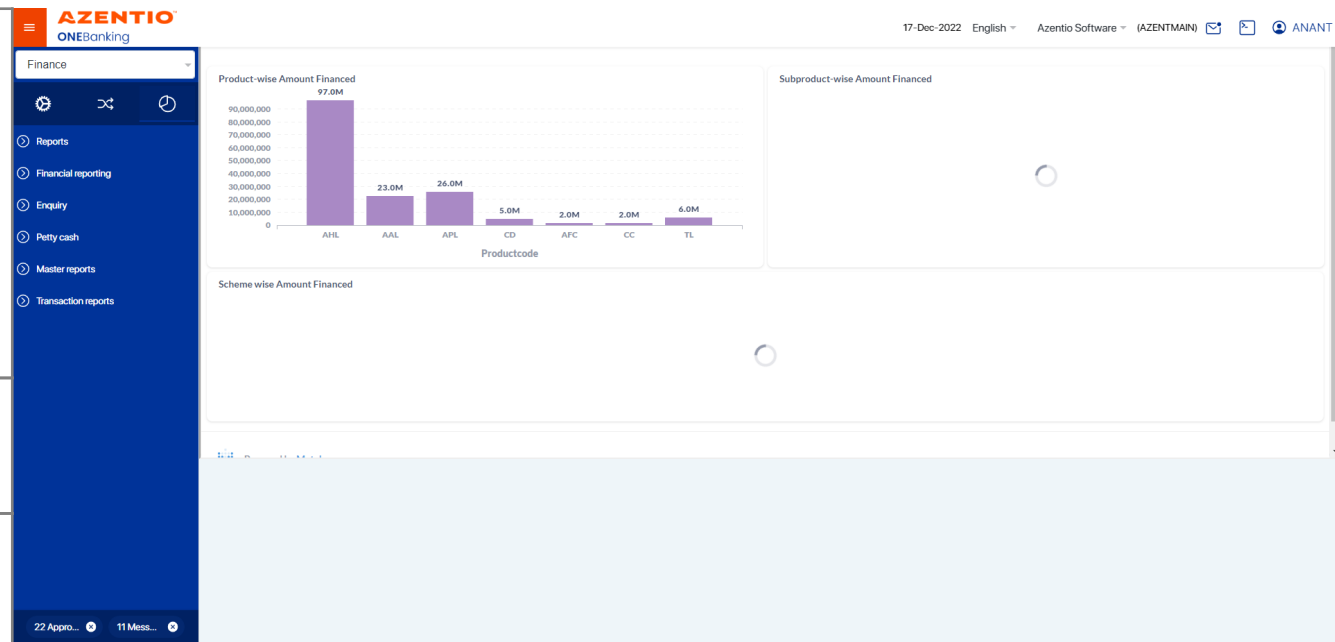 AZENTIO
ONEBanking
17-Dec-2022 English Azentio Software (AZENTMAIN) ANANT
Finance
Reports
Financial reporting
Enquiry
Petty cash
Master reports
Transaction reports
22 Appro... 11 Mess...
Product-wise Amount Financed
97.0M
90,000,000
80,000,000
70,000,000
60,000,000
50,000,000
40,000,000
30,000,000
20,000,000
10,000,000
0
23.0M
26.0M
5.0M
2.0M
2.0M
6.0M
AHL AAL APL CD AFC CC TL
Productcode
Subproduct-wise Amount Financed
Scheme wise Amount Financed